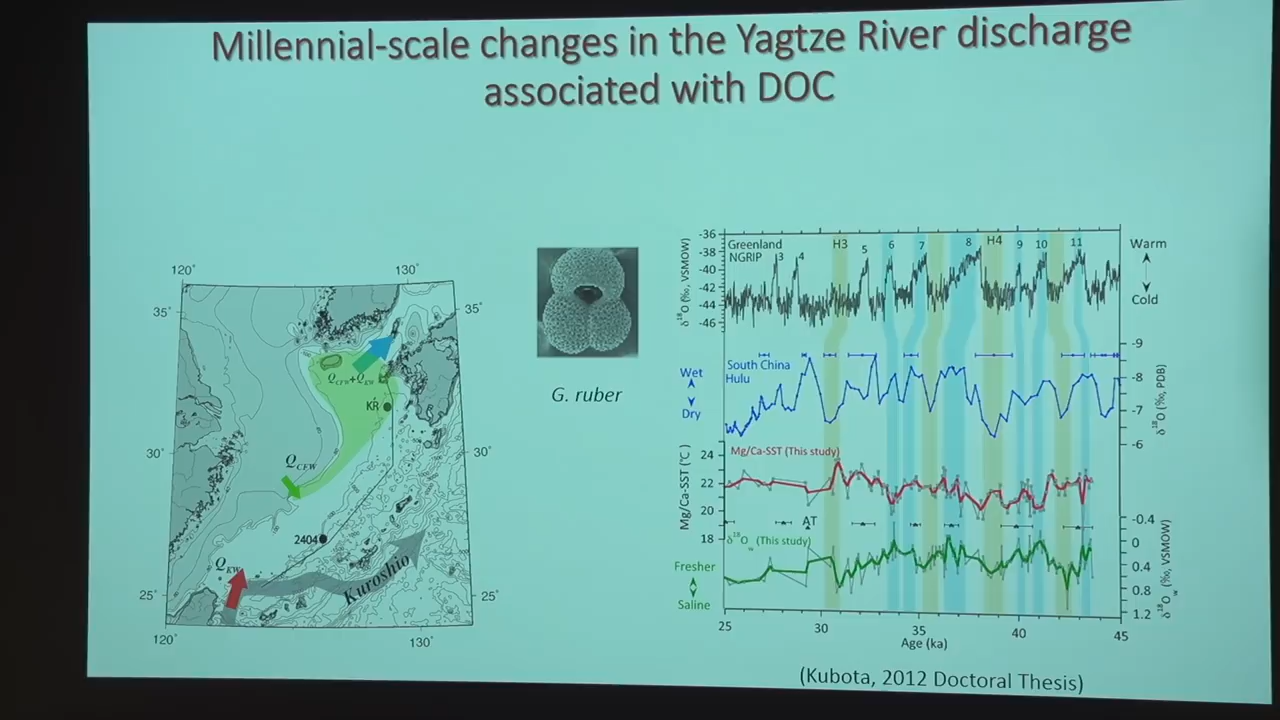 Millennial-scale changes in the Yagtze River discharge
associated with DOC
120°
130°
35°
35°
Q_CFW+Q_KW
KR
30°
30°
Q_CFW
2404
Q_KW
Kuroshio
25°
25°
120°
130°
G. ruber
-36
-38
-40
-42
-44
-46
δ18O (‰, VSMOW)
Greenland
NGRIP
3
4
H3
5
6
7
8
H4
9
10
11
Warm
Cold
Wet
Dry
South China
Hulu
-9
-8
-7
-6
δ18O (‰, PDB)
Mg/Ca-SST (°C)
24
22
20
18
Mg/Ca-SST (This study)
AT
δ18Ow (This study)
Fresher
Saline
-0.4
0
0.4
0.8
1.2
δ18Ow (‰, VSMOW)
25
30
35
40
45
Age (ka)
(Kubota, 2012 Doctoral Thesis)